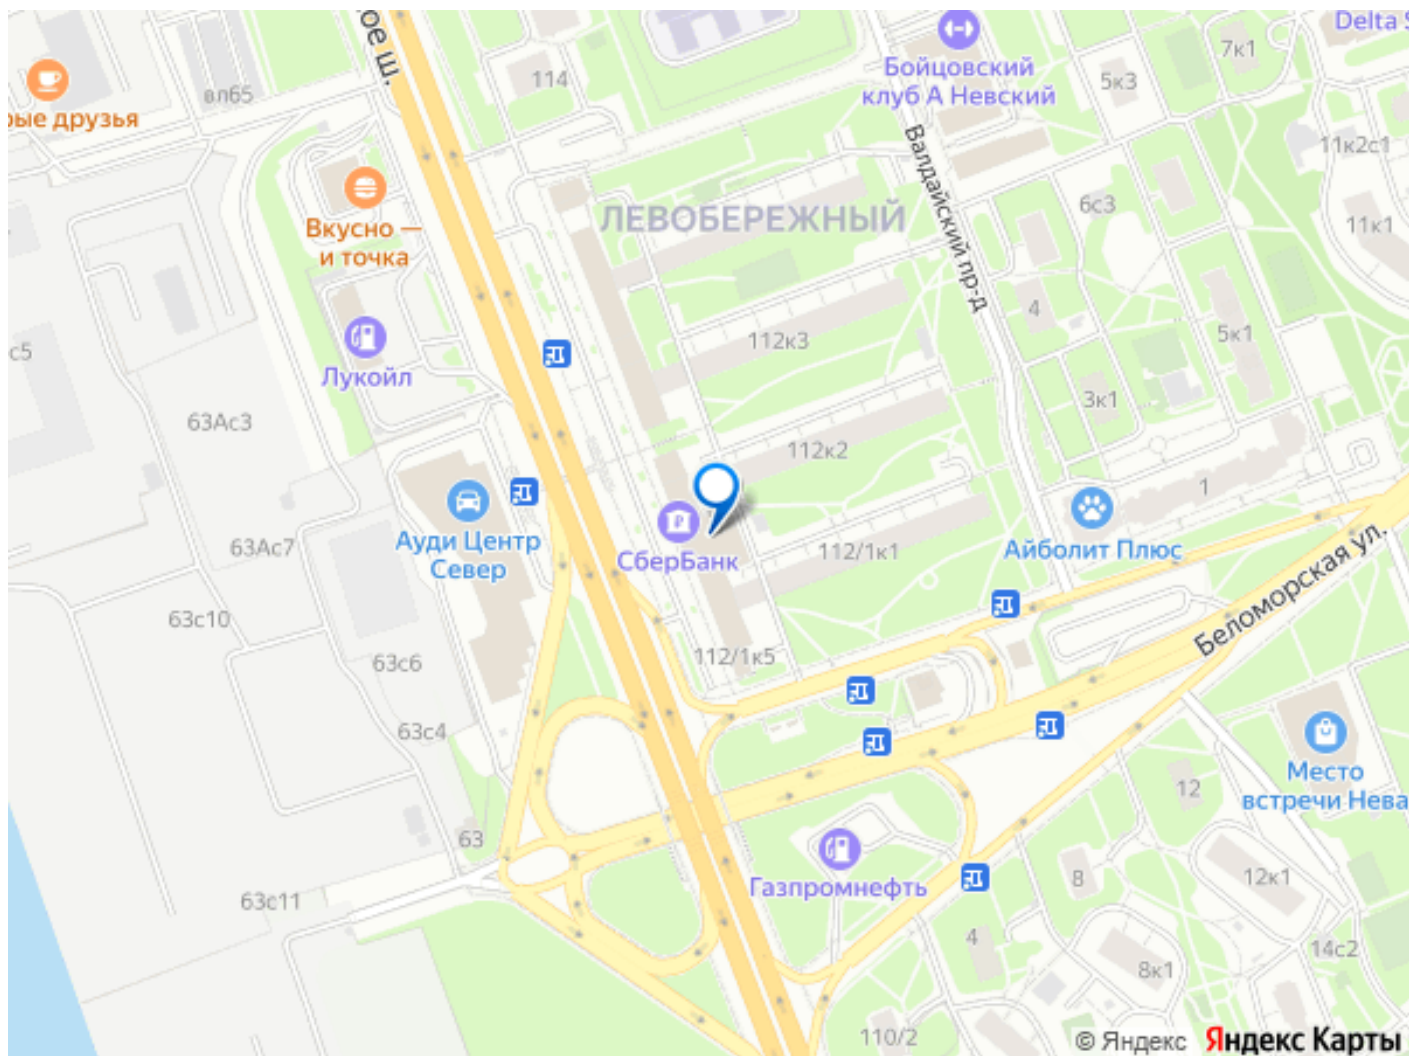 ое ш.
Delta S
7к1
114
Бойцовский
клуб А Невский
5к3
вл65
рые друзья
Валдайский пр-д
11к2с1
Вкусно —
и точка
ЛЕВОБЕРЕЖНЫЙ
6с3
11к1
4
112к3
5к1
с5
Лукойл
3к1
63Ас3
112к2
1
Ауди Центр
Север
63Ас7
СберБанк
112/1к1
Айболит Плюс
Беломорская ул.
63с10
63с6
112/1к5
63с4
Место
встречи Нева
12
63
Газпромнефть
8
12к1
63с11
4
8к1
14с2
110/2
© Яндекс Яндекс Карты